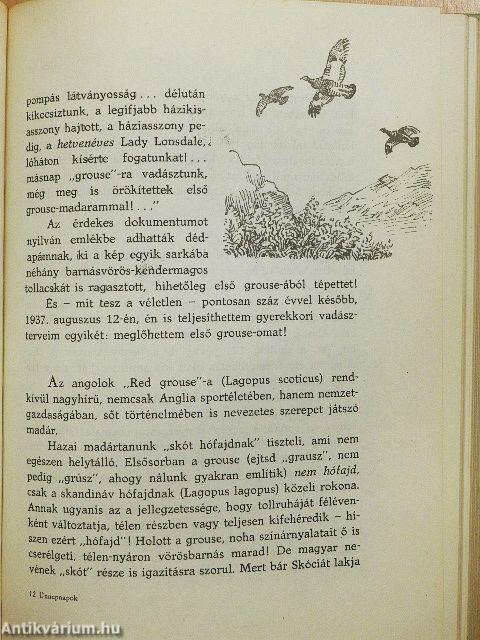 pompás látványosság... délután
kikocsiztunk, a legifjabb házikis-
asszony hajtott, a háziasszony pe-
dig, a hetvenéves Lady Lonsdale,
lóháton kísérte fogatunkat!...
másnap „grouse"-ra vadásztunk,
még meg is örökítettek első
grouse-madarammal!..."
Az érdekes dokumentumot
nyilván emlékbe adhatták déd-
apámnak, ki a kép egyik sarkába
néhány barnásvörös-kendermagos
tollacskát is ragasztott, hihetőleg első grouse-ából tépettet!
És – mit tesz a véletlen – pontosan száz évvel később,
1937. augusztus 12-én, én is teljesíthettem gyerekkori vadász-
terveim egyikét: meglőhettem első grouse-omat!
Az angolok „Red grouse"-a (Lagopus scoticus) rend-
kívül nagyhírű, nemcsak Anglia sportéletében, hanem nemzet-
gazdaságában, sőt történelmében is nevezetes szerepet játszó
madár.
Hazai madártanunk „skót hófajdnak" tiszteli, ami nem
egészen helytálló. Elsősorban a grouse (ejtsd „grausz", nem
pedig „grúsz", ahogy nálunk gyakran említik) nem hófajd,
csak a skandináv hófajdnak (Lagopus lagopus) közeli rokona.
Annak ugyanis az a jellegzetessége, hogy tollruháját féléven-
ként változtatja, télen részben vagy teljesen kifehéredik – hi-
szen ezért „hófajd"! Holott a grouse, noha színárnyalatait ő is
cserélgeti, télen-nyáron vörösbarnás marad! De magyar ne-
vének „skót" része is igazításra szorul. Mert bár Skóciát lakja
12 Ünnepnapok
Antikvárium.hu